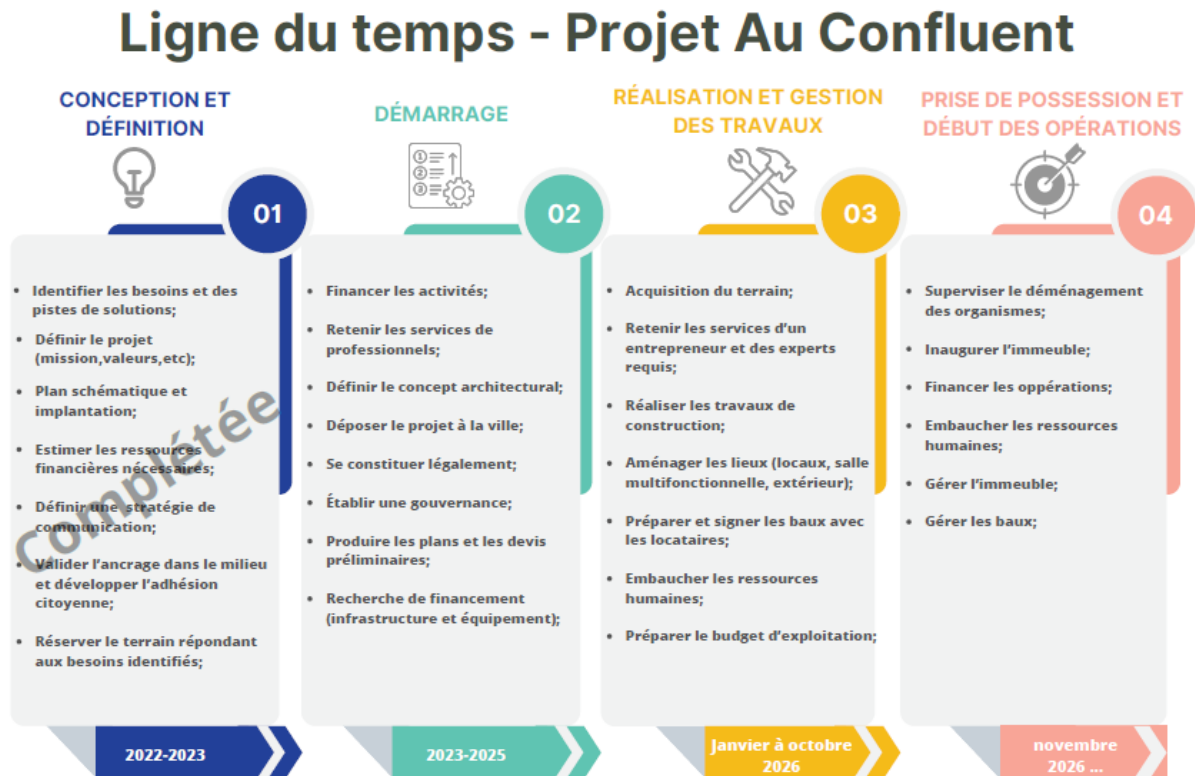 Ligne du temps - Projet Au Confluent
CONCEPTION ET
DÉFINITION
01
Identifier les besoins et des
pistes de solutions;
Définir le projet
(mission,valeurs,etc);
Plan schématique et
implantation;
Estimer les ressources
financières nécessaires;
Définir une stratégie de
communication;
Valider l'ancrage dans le milieu
et développer l'adhésion
citoyenne;
Réserver le terrain répondant
aux besoins identifiés;
Complétée
2022-2023
DÉMARRAGE
1
2
3
02
Financer les activités;
Retenir les services de
professionnels;
Définir le concept architectural;
Déposer le projet à la ville;
Se constituer légalement;
Établir une gouvernance;
Produire les plans et les devis
préliminaires;
Recherche de financement
(infrastructure et équipement);
2023-2025
RÉALISATION ET GESTION
DES TRAVAUX
03
Acquisition du terrain;
Retenir les services d'un
entrepreneur et des experts
requis;
Réaliser les travaux de
construction;
Aménager les lieux (locaux, salle
multifonctionnelle, extérieur);
Préparer et signer les baux avec
les locataires;
Embaucher les ressources
humaines;
Préparer le budget d'exploitation;
Janvier à octobre
2026
PRISE DE POSSESSION ET
DÉBUT DES OPÉRATIONS
04
Superviser le déménagement
des organismes;
Inaugurer l'immeuble;
Financer les oppérations;
Embaucher les ressources
humaines;
Gérer l'immeuble;
Gérer les baux;
novembre
2026 ...